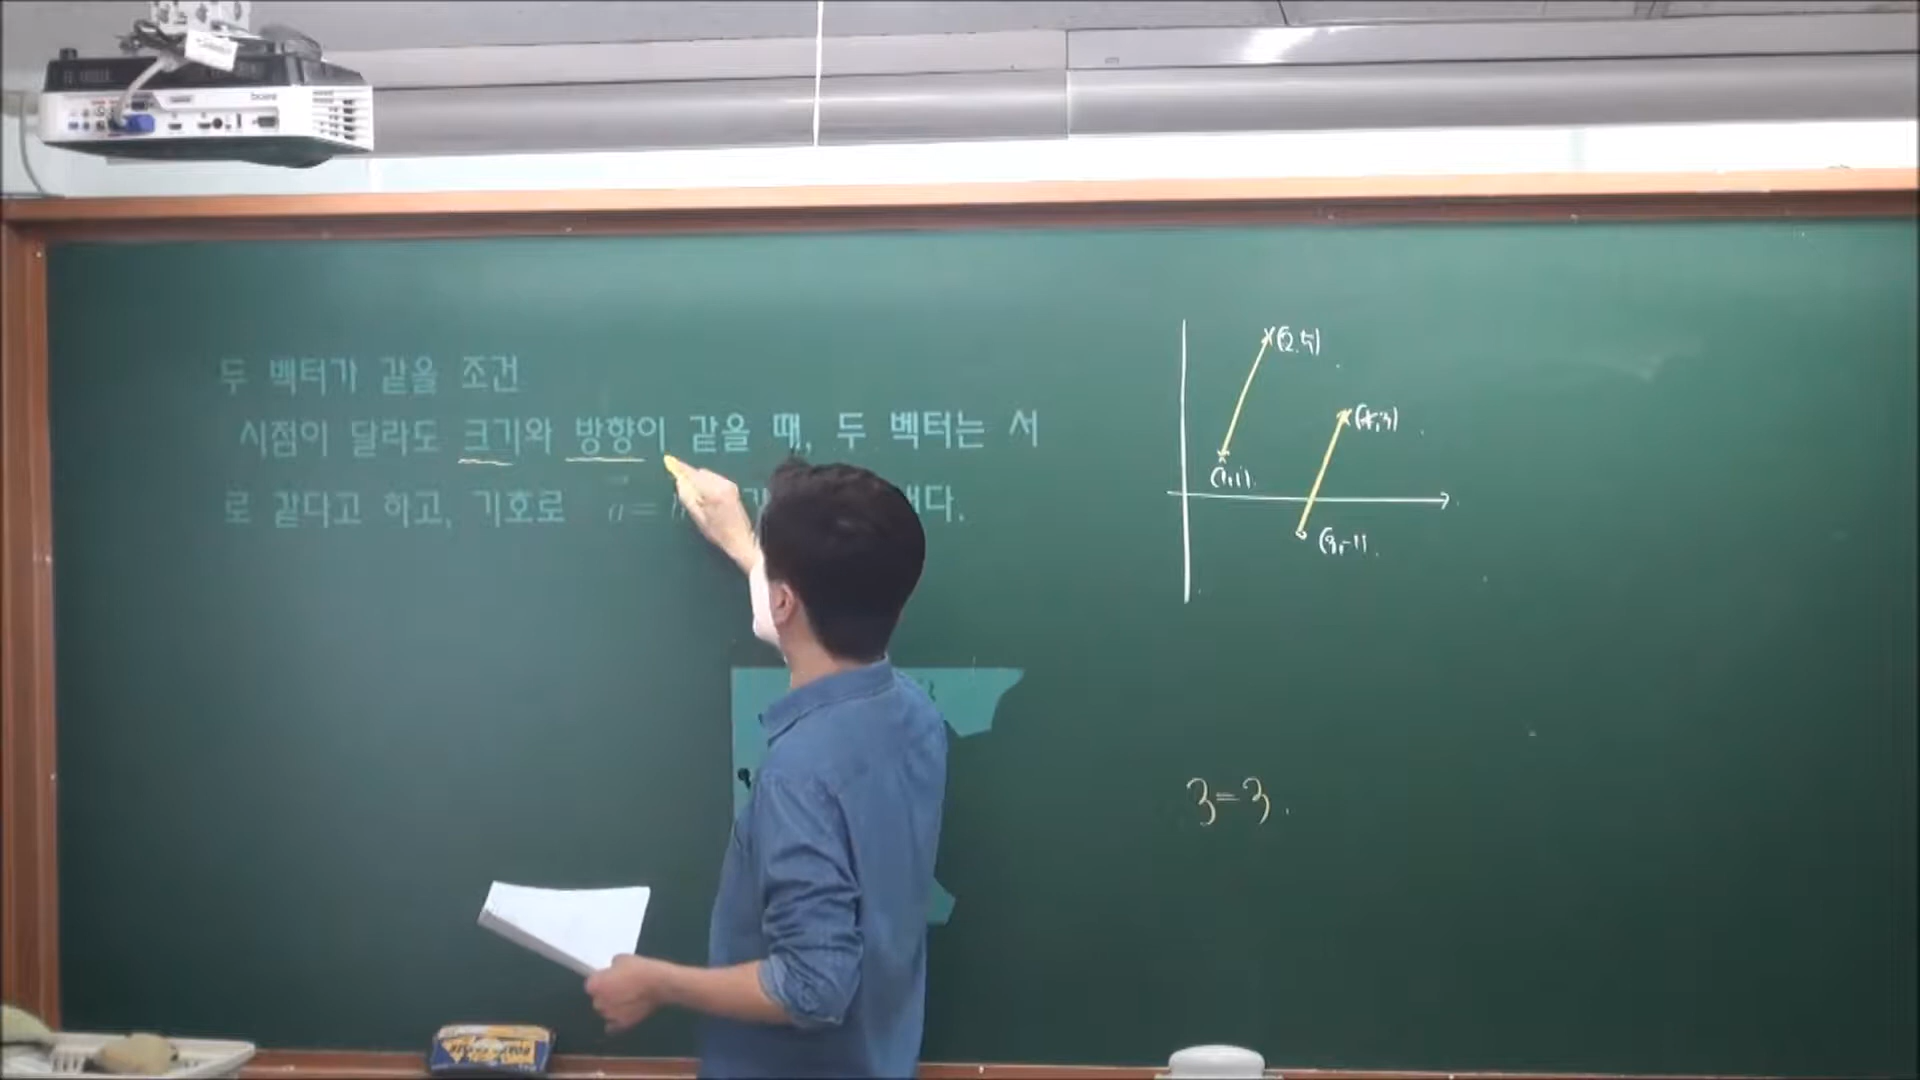 두 벡터가 같을 조건
시점이 달라도 크기와 방향이 같을 때, 두 벡터는 서
로 같다고 하고, 기호로 a =
(2,5)
(1,1)
3=3.